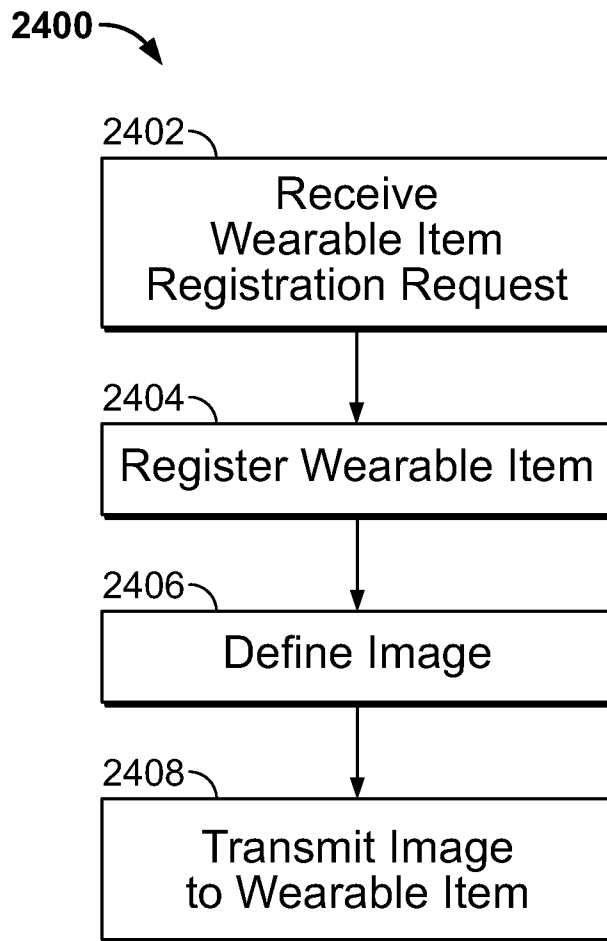 2400
2402
Receive
Wearable Item
Registration Request
2404
Register Wearable Item
2406
Define Image
2408
Transmit Image
to Wearable Item